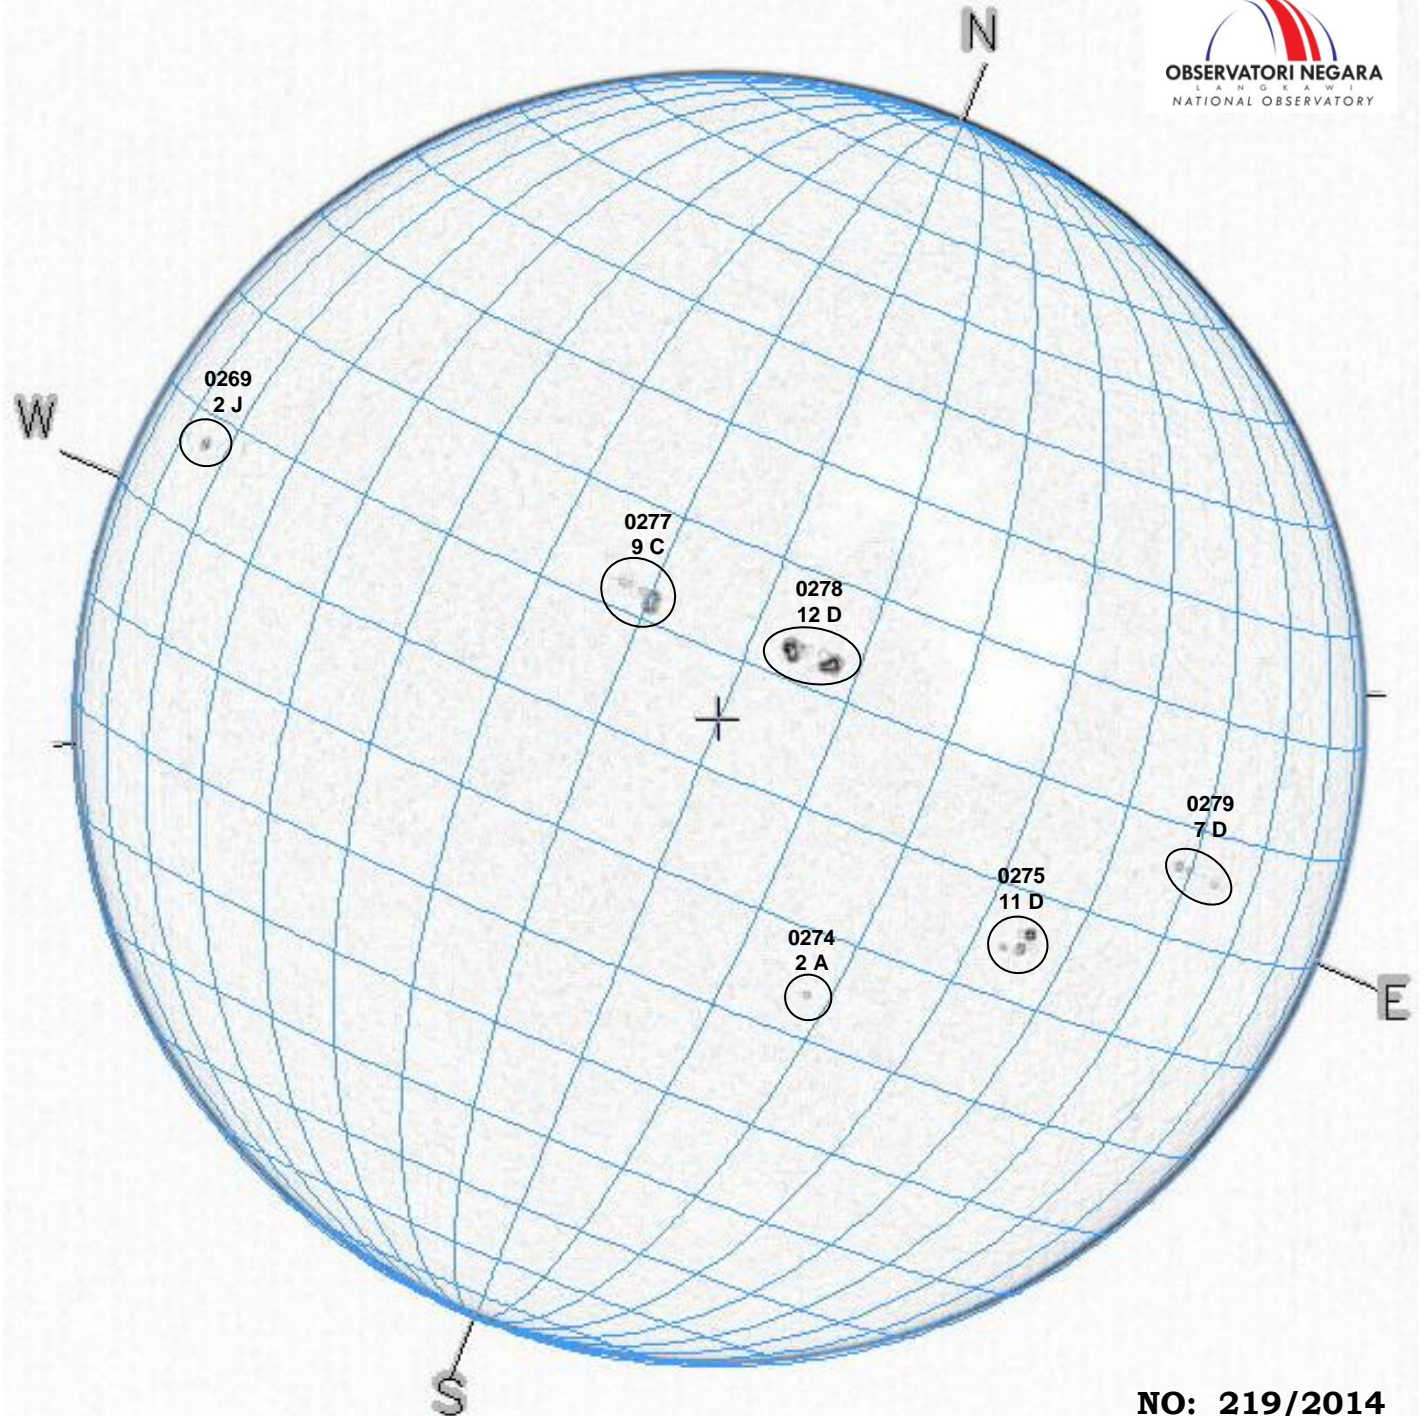 N
OBSERVATORI NEGARA
LANGKAWI
NATIONAL OBSERVATORY
0269
2 J
W
0277
9 C
0278
12 D
0279
7 D
0275
11 D
0274
2 A
E
S
NO: 219/2014